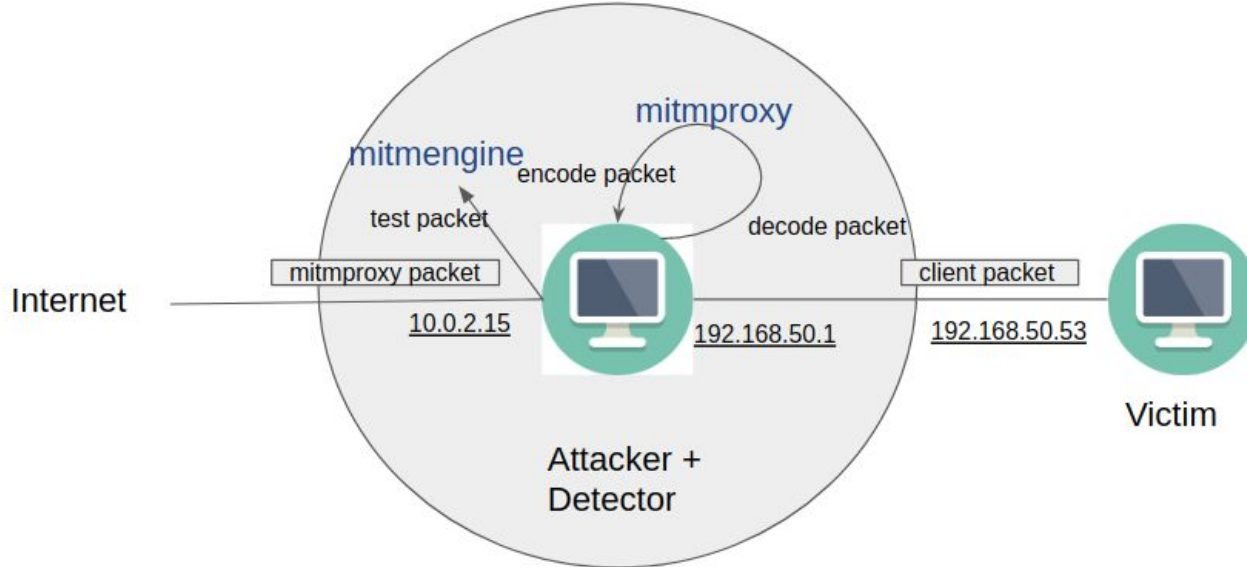 mitmproxy
mitmengine
encode packet
test packet
decode packet
mitmproxy packet
client packet
Internet
10.0.2.15
192.168.50.1
192.168.50.53
Victim
Attacker +
Detector